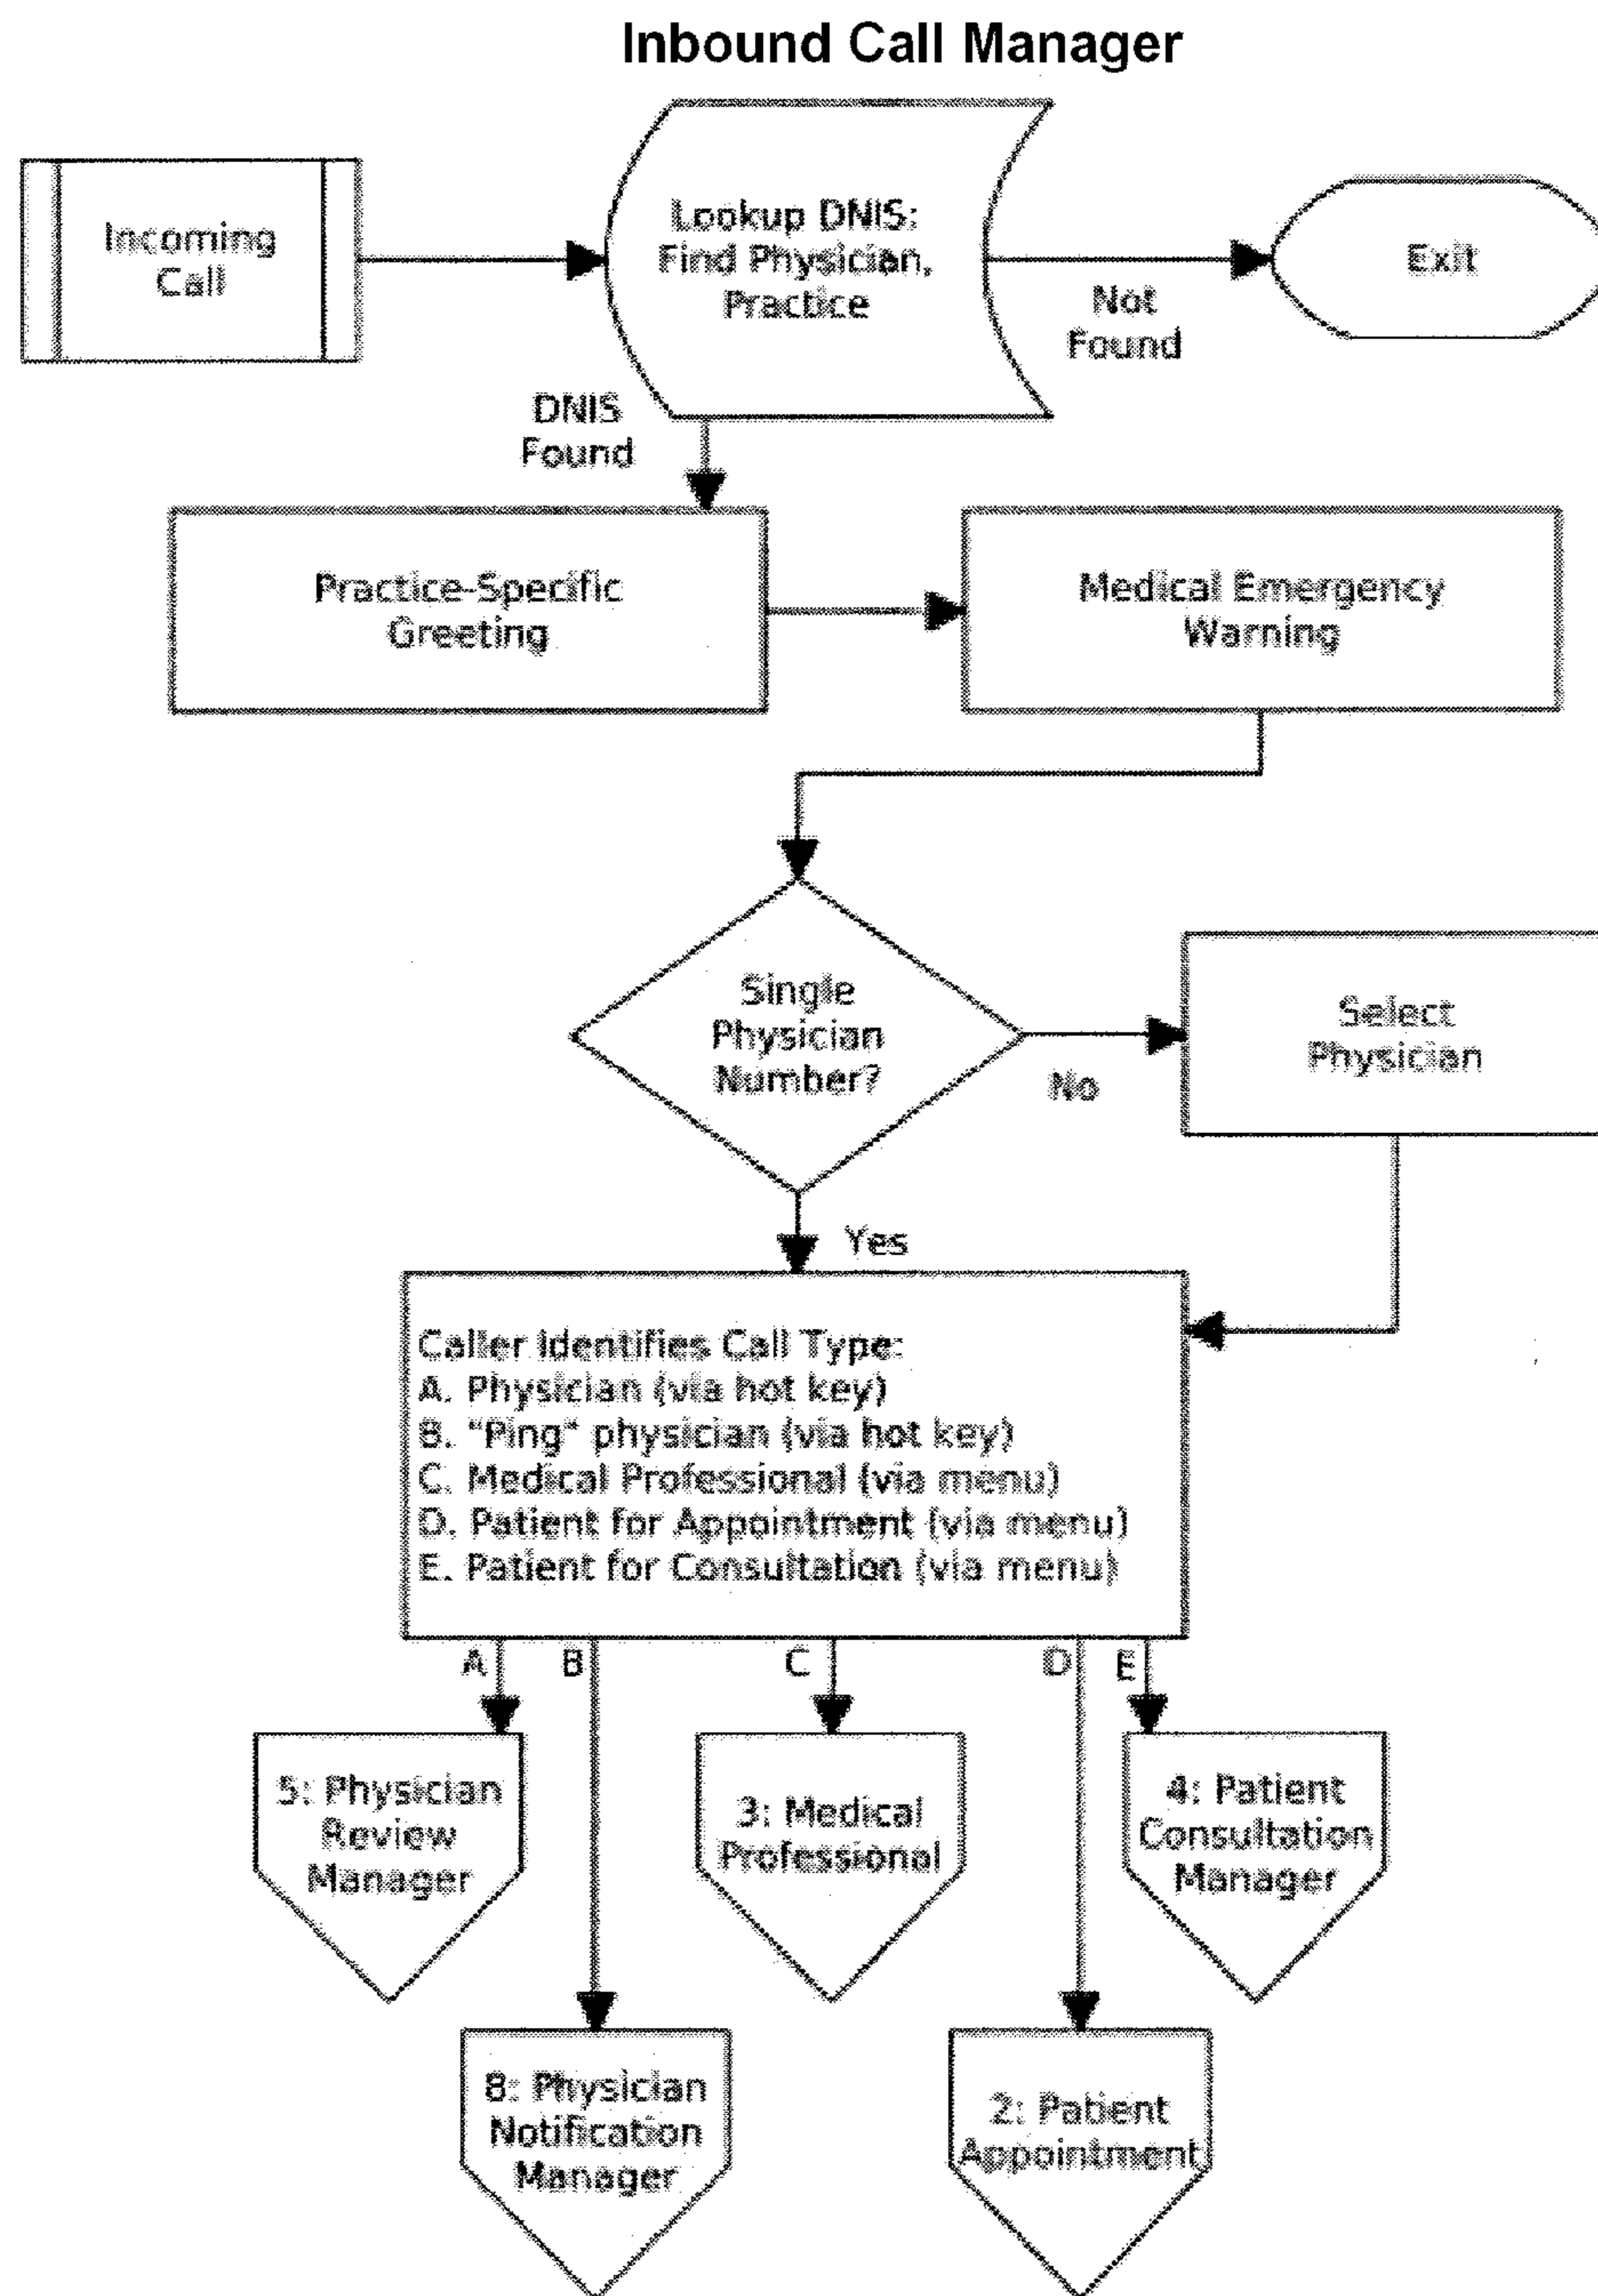 Inbound Call Manager
Incoming
Call
Lookup DNIS:
Find Physician,
Practice
Exit
Not
Found
DNIS
Found
Practice-Specific
Greeting
Medical Emergency
Warning
Single
Physician
Number?
No
Select
Physician
Yes
Caller Identifies Call Type:
A. Physician (via hot key)
B. "Ping" physician (via hot key)
C. Medical Professional (via menu)
D. Patient for Appointment (via menu)
E. Patient for Consultation (via menu)
A
B
C
D
E
5: Physician
Review
Manager
3: Medical
Professional
4: Patient
Consultation
Manager
8: Physician
Notification
Manager
2: Patient
Appointment